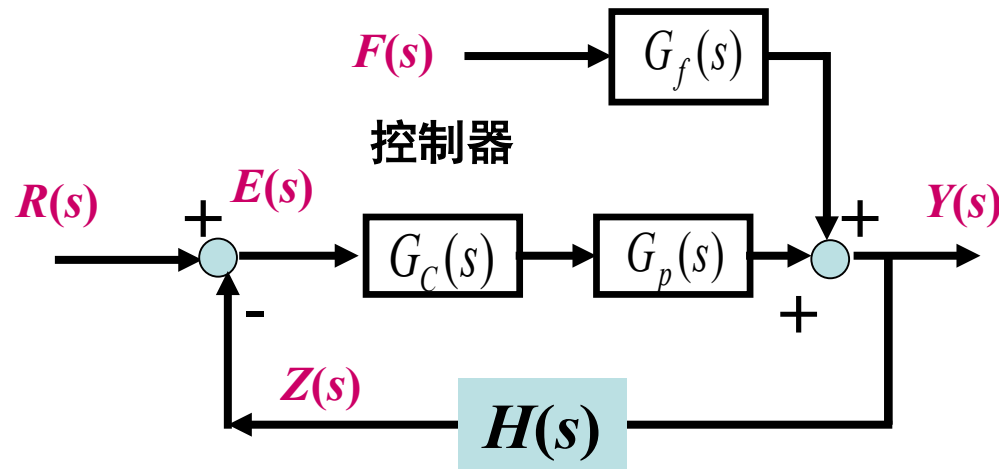 F(s)
G_f(s)
控制器
R(s)
+
E(s)
G_C(s)
G_p(s)
+
Y(s)
-
+
Z(s)
H(s)